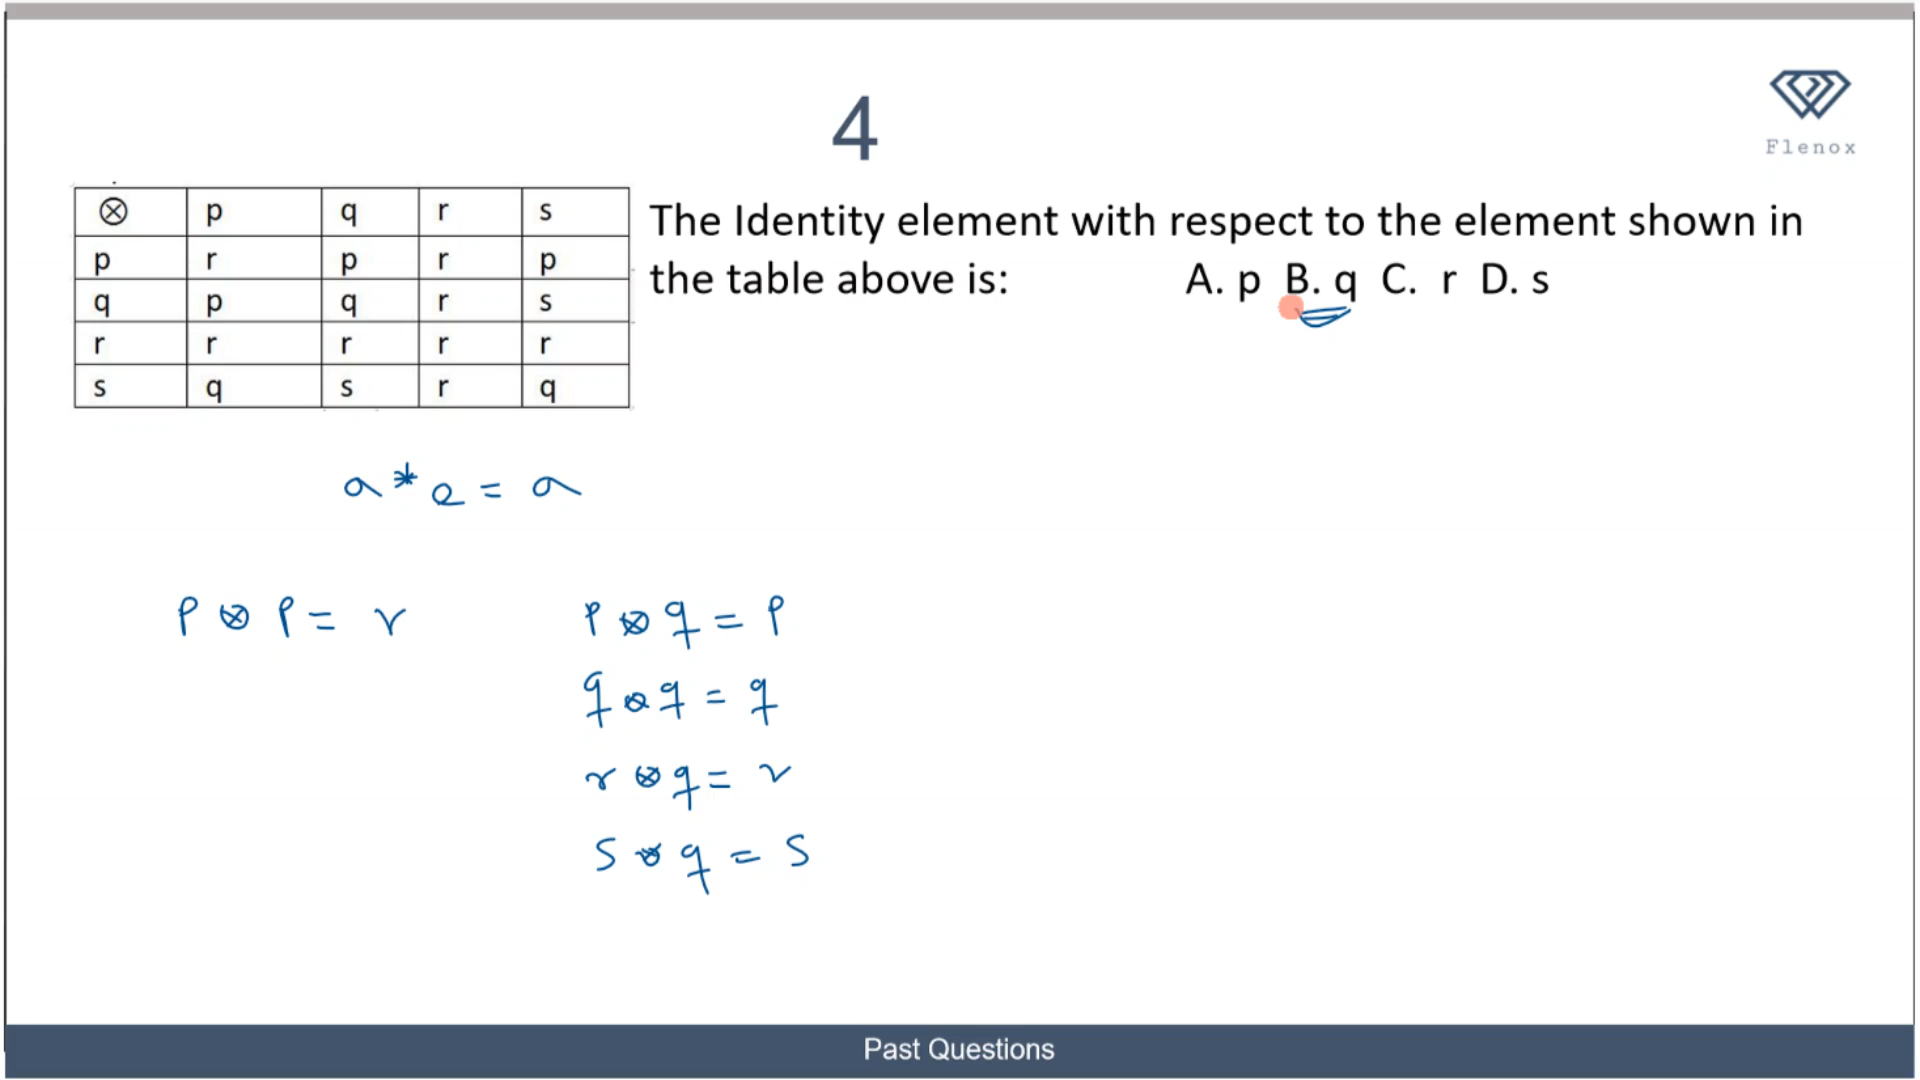 4
Flenox
⊗ p q r s
p r p r p
q p q r s
r r r r r
s q s r q
The Identity element with respect to the element shown in
the table above is: A. p B. q C. r D. s
a * e = a
p ⊗ p = r
p ⊗ q = p
q ⊗ q = q
r ⊗ q = r
s ⊗ q = s
Past Questions